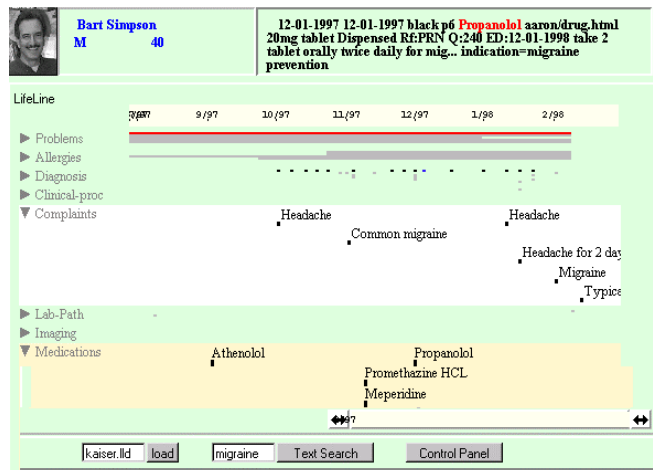 Bart Simpson
M 40
12-01-1997 12-01-1997 black p6 Propanolol aaron/drug.html
20mg tablet Dispensed Rf:PRN Q:240 ED:12-01-1998 take 2
tablet orally twice daily for mig... indication=migraine
prevention
LifeLine
9/97 10/97 11/97 12/97 1/98 2/98
Problems
Allergies
Diagnosis
Clinical-proc
Complaints
Headache Headache
Common migraine
Headache for 2 day
Migraine
Typica
Lab-Path
Imaging
Medications
Athenolol Propanolol
Promethazine HCL
Meperidine
kaiser.lld load migraine Text Search Control Panel